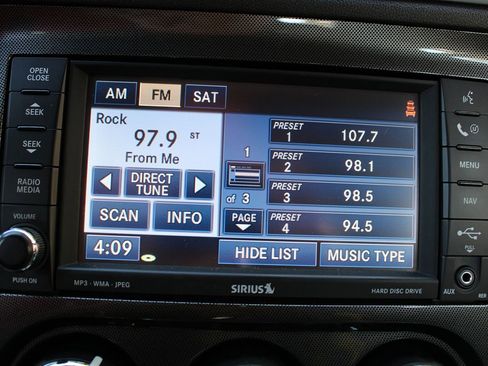 OPEN
CLOSE
SEEK
SEEK
RADIO
MEDIA
VOLUME
PUSH ON
AM
FM
SAT
Rock
97.9 ST
From Me
DIRECT
TUNE
SCAN
INFO
4:09
1
of 3
PAGE
PRESET
1
107.7
PRESET
2
98.1
PRESET
3
98.5
PRESET
4
94.5
HIDE LIST
MUSIC TYPE
MENU
NAV
PULL
AUX
MP3 · WMA · JPEG
SIRIUS
HARD DISC DRIVE